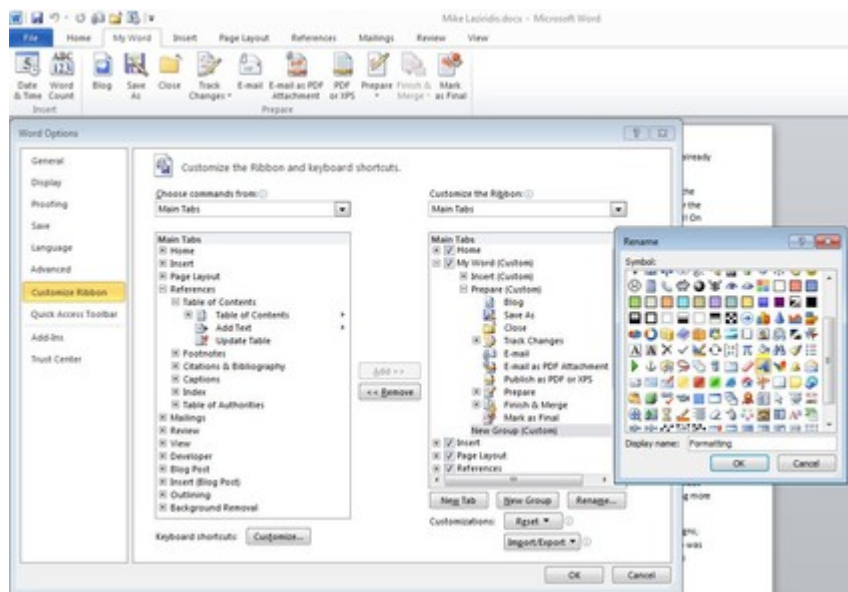 Mike Laziridis.docx - Microsoft Word
File Home My Word Insert Page Layout References Mailings Review View
Date & Time
Word Count
Blog
Save As
Close
Track Changes
E-mail
E-mail as PDF Attachment
PDF or XPS
Prepare
Finish & Merge
Mark as Final
Insert
Prepare
Word Options
General
Display
Proofing
Save
Language
Advanced
Customize Ribbon
Quick Access Toolbar
Add-Ins
Trust Center
Customize the Ribbon and keyboard shortcuts.
Choose commands from:
Main Tabs
Main Tabs
Home
Insert
Page Layout
References
Table of Contents
Table of Contents
Add Text
Update Table
Footnotes
Citations & Bibliography
Captions
Index
Table of Authorities
Mailings
Review
View
Developer
Blog Post
Insert (Blog Post)
Outlining
Background Removal
Keyboard shortcuts: Customize...
Add >>
<< Remove
Customize the Ribbon:
Main Tabs
Main Tabs
Home
My Word (Custom)
Insert (Custom)
Prepare (Custom)
Blog
Save As
Close
Track Changes
E-mail
E-mail as PDF Attachment
Publish as PDF or XPS
Prepare
Finish & Merge
Mark as Final
New Group (Custom)
Insert
Page Layout
References
New Tab New Group Rename...
Customizations: Reset
Import/Export
OK Cancel
already
the
the
On
Rename
Symbol:
Display name: Formatting
OK Cancel
more
was